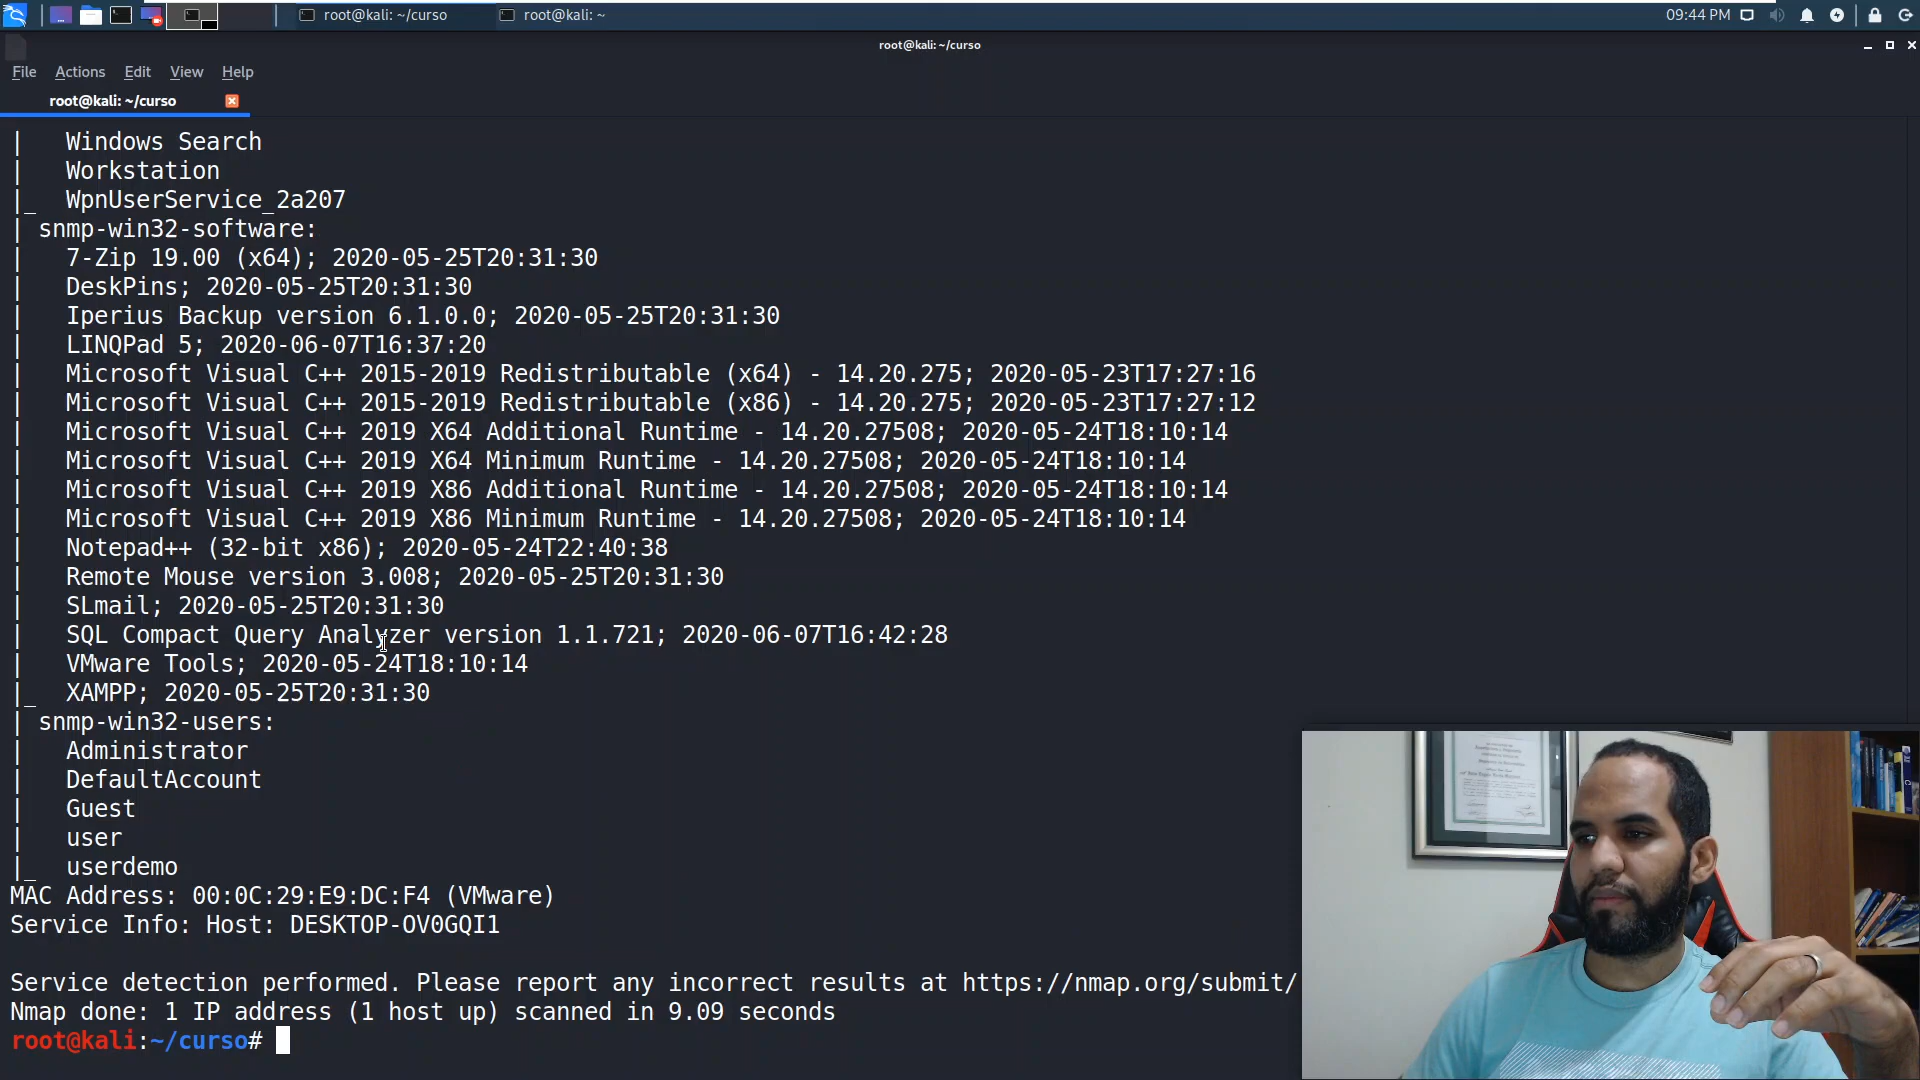 root@kali: ~/curso
root@kali: ~
09:44 PM
root@kali: ~/curso
File Actions Edit View Help
root@kali: ~/curso
| Windows Search
| Workstation
|_ WpnUserService_2a207
| snmp-win32-software:
| 7-Zip 19.00 (x64); 2020-05-25T20:31:30
| DeskPins; 2020-05-25T20:31:30
| Iperius Backup version 6.1.0.0; 2020-05-25T20:31:30
| LINQPad 5; 2020-06-07T16:37:20
| Microsoft Visual C++ 2015-2019 Redistributable (x64) - 14.20.275; 2020-05-23T17:27:16
| Microsoft Visual C++ 2015-2019 Redistributable (x86) - 14.20.275; 2020-05-23T17:27:12
| Microsoft Visual C++ 2019 X64 Additional Runtime - 14.20.27508; 2020-05-24T18:10:14
| Microsoft Visual C++ 2019 X64 Minimum Runtime - 14.20.27508; 2020-05-24T18:10:14
| Microsoft Visual C++ 2019 X86 Additional Runtime - 14.20.27508; 2020-05-24T18:10:14
| Microsoft Visual C++ 2019 X86 Minimum Runtime - 14.20.27508; 2020-05-24T18:10:14
| Notepad++ (32-bit x86); 2020-05-24T22:40:38
| Remote Mouse version 3.008; 2020-05-25T20:31:30
| SLmail; 2020-05-25T20:31:30
| SQL Compact Query Analyzer version 1.1.721; 2020-06-07T16:42:28
| VMware Tools; 2020-05-24T18:10:14
|_ XAMPP; 2020-05-25T20:31:30
| snmp-win32-users:
| Administrator
| DefaultAccount
| Guest
| user
|_ userdemo
MAC Address: 00:0C:29:E9:DC:F4 (VMware)
Service Info: Host: DESKTOP-OV0GQI1
Service detection performed. Please report any incorrect results at https://nmap.org/submit/
Nmap done: 1 IP address (1 host up) scanned in 9.09 seconds
root@kali:~/curso#